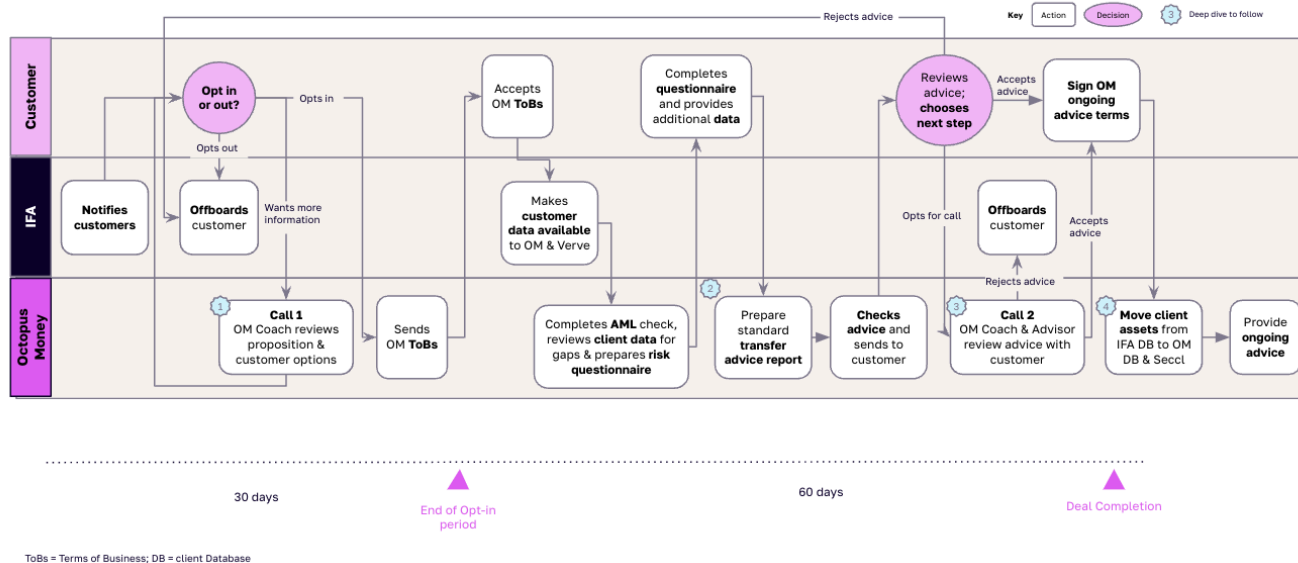 Rejects advice
Key
Action
Decision
3
Deep dive to follow
Customer
Opt in
or out?
Opts in
Opts out
Accepts
OM ToBs
Completes
questionnaire
and provides
additional data
Reviews
advice;
chooses
next step
Accepts
advice
Sign OM
ongoing
advice terms
IFA
Notifies
customers
Offboards
customer
Wants more
information
Makes
customer
data available
to OM & Verve
Opts for call
Offboards
customer
Accepts
advice
Rejects advice
Octopus
Money
1
Call 1
OM Coach reviews
proposition &
customer options
Sends
OM ToBs
Completes AML check,
reviews client data for
gaps & prepares risk
questionnaire
2
Prepare
standard
transfer
advice report
Checks
advice and
sends to
customer
3
Call 2
OM Coach & Advisor
review advice with
customer
4
Move client
assets from
IFA DB to OM
DB & Seccl
Provide
ongoing
advice
30 days
End of Opt-in
period
60 days
Deal Completion
ToBs = Terms of Business; DB = client Database